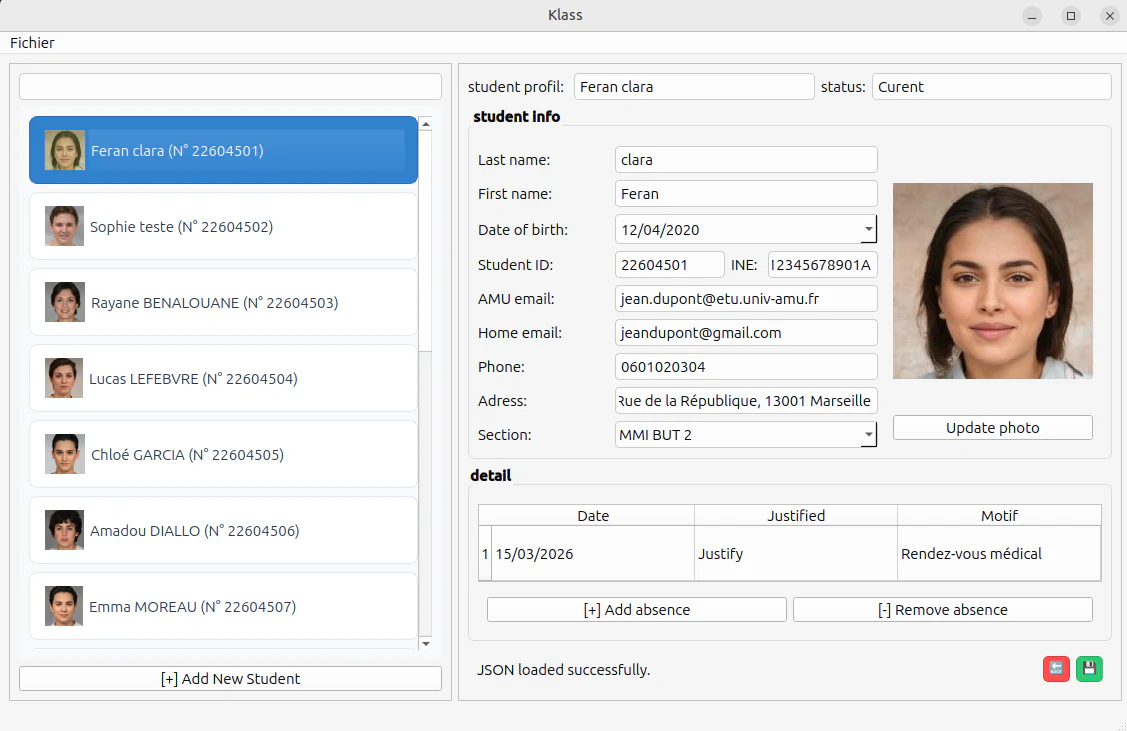 Klass
Fichier
student profil: Feran clara status: Curent
student info
Last name: clara
First name: Feran
Date of birth: 12/04/2020
Student ID: 22604501 INE: 12345678901A
AMU email: jean.dupont@etu.univ-amu.fr
Home email: jeandupont@gmail.com
Phone: 0601020304
Adress: Rue de la République, 13001 Marseille
Section: MMI BUT 2
Update photo
detail
Date Justified Motif
1 15/03/2026 Justify Rendez-vous médical
[+] Add absence [-] Remove absence
JSON loaded successfully.
Feran clara (N° 22604501)
Sophie teste (N° 22604502)
Rayane BENALOUANE (N° 22604503)
Lucas LEFEBVRE (N° 22604504)
Chloé GARCIA (N° 22604505)
Amadou DIALLO (N° 22604506)
Emma MOREAU (N° 22604507)
[+] Add New Student